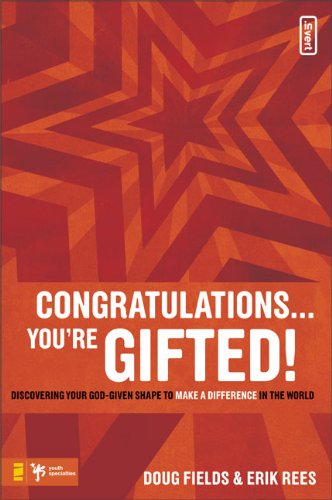 invert
CONGRATULATIONS...
YOU'RE GIFTED!
DISCOVERING YOUR GOD-GIVEN SHAPE TO MAKE A DIFFERENCE IN THE WORLD
ys youth specialties
DOUG FIELDS & ERIK REES